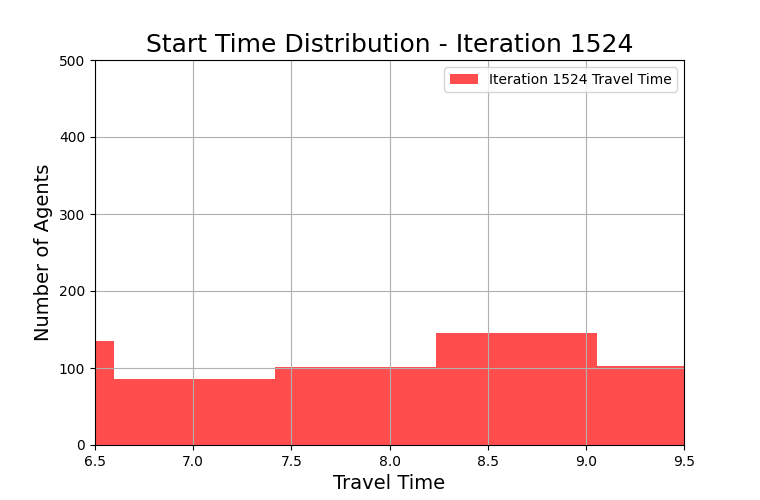 Start Time Distribution - Iteration 1524
Iteration 1524 Travel Time
Number of Agents
500
400
300
200
100
0
6.5 7.0 7.5 8.0 8.5 9.0 9.5
Travel Time